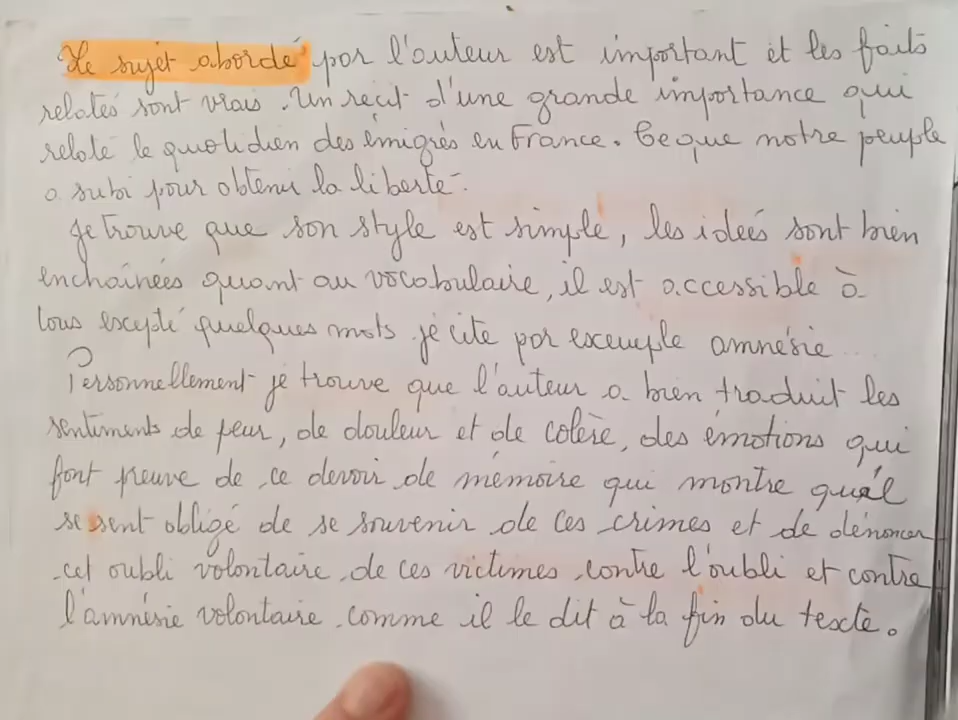 Le sujet abordé par l'auteur est important et les faits
relatés sont vrais. Un recit d'une grande importance qui
relate le quotidien des émigrés en France. Ce que notre peuple
a subi pour obtenir la liberté.
Je trouve que son style est simple, les idées sont bien
enchaînées quant au vocabulaire, il est accessible à
tous excepté quelques mots je cite par exemple amnésie ...
Personnellement je trouve que l'auteur a bien traduit les
sentiments de peur, de douleur et de colère, des émotions qui
font preuve de ce devoir de mémoire qui montre qu'il
se sent obligé de se souvenir de ces crimes et de dénoncer
cet oubli volontaire de ces victimes contre l'oubli et contre
l'amnésie volontaire comme il le dit à la fin du texte.